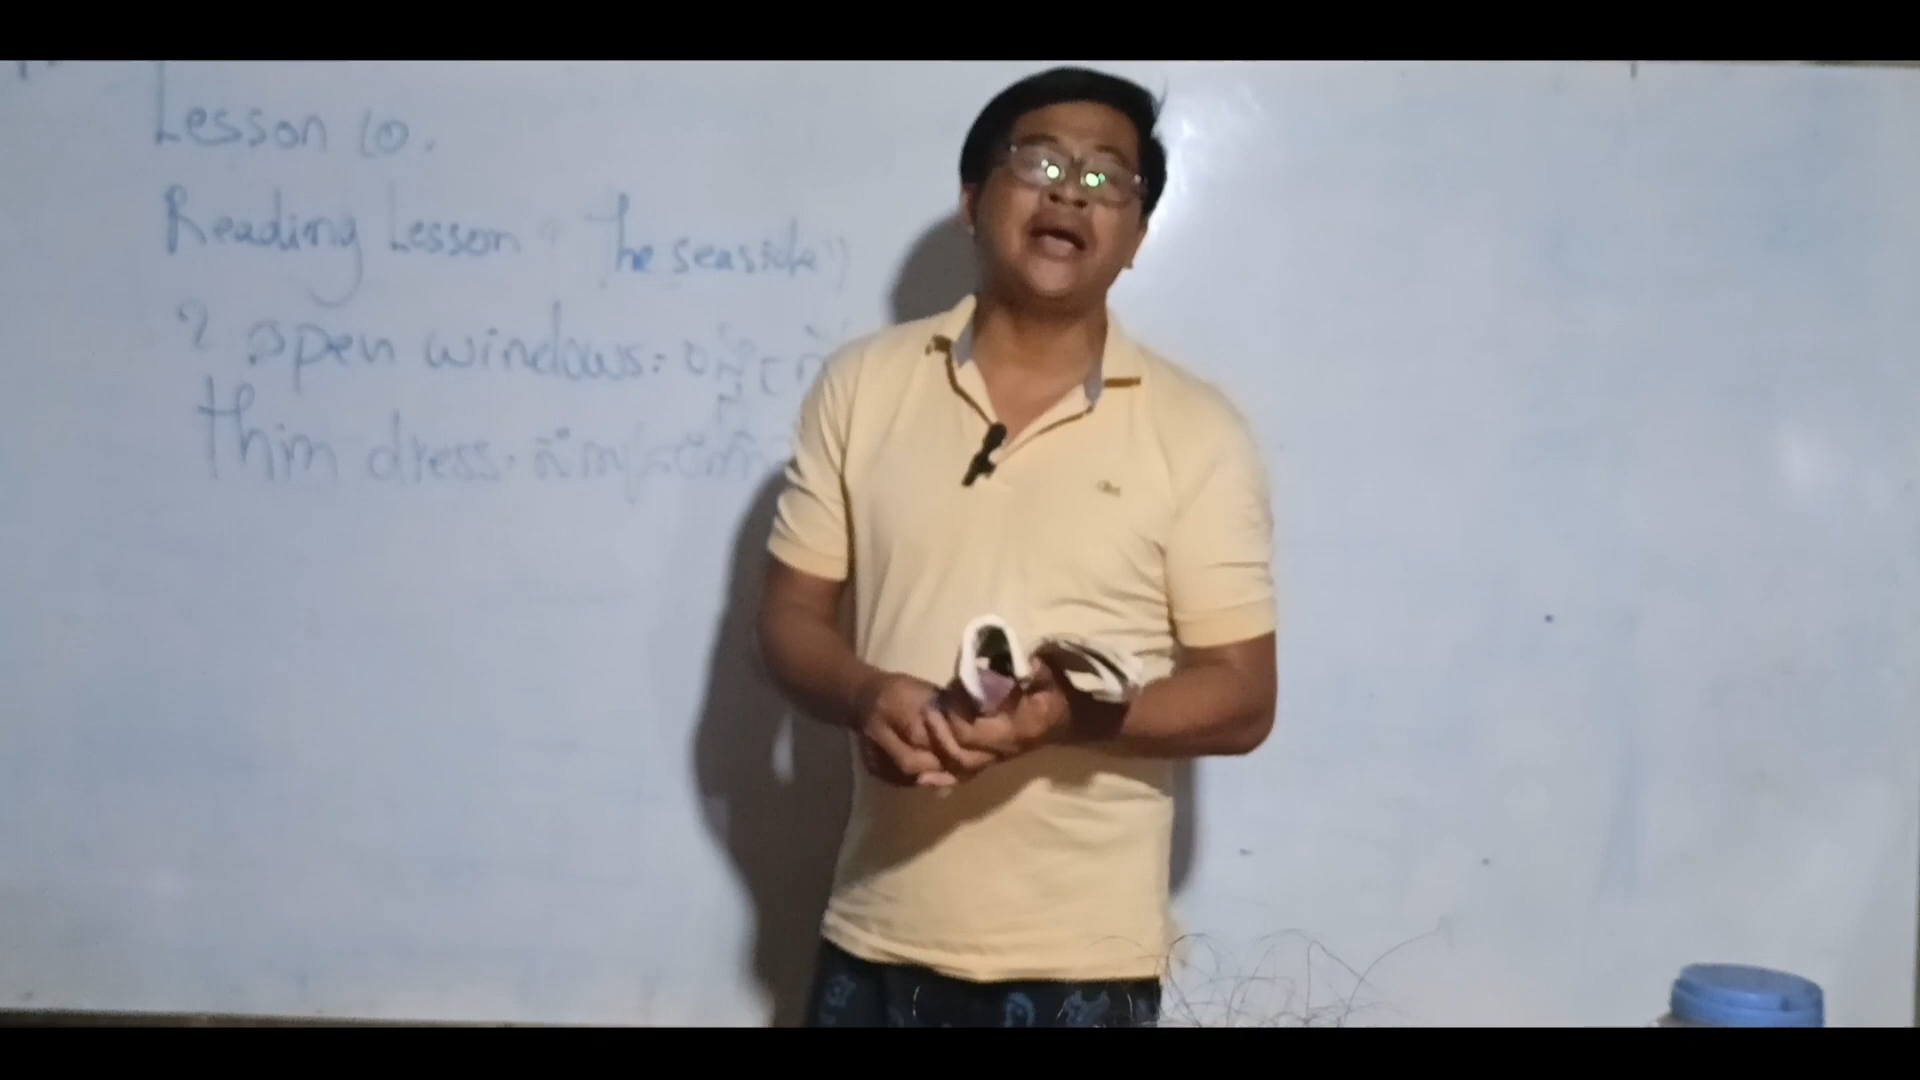 Lesson 10.
Reading Lesson "The seaside"
? open windows:
thin dress.